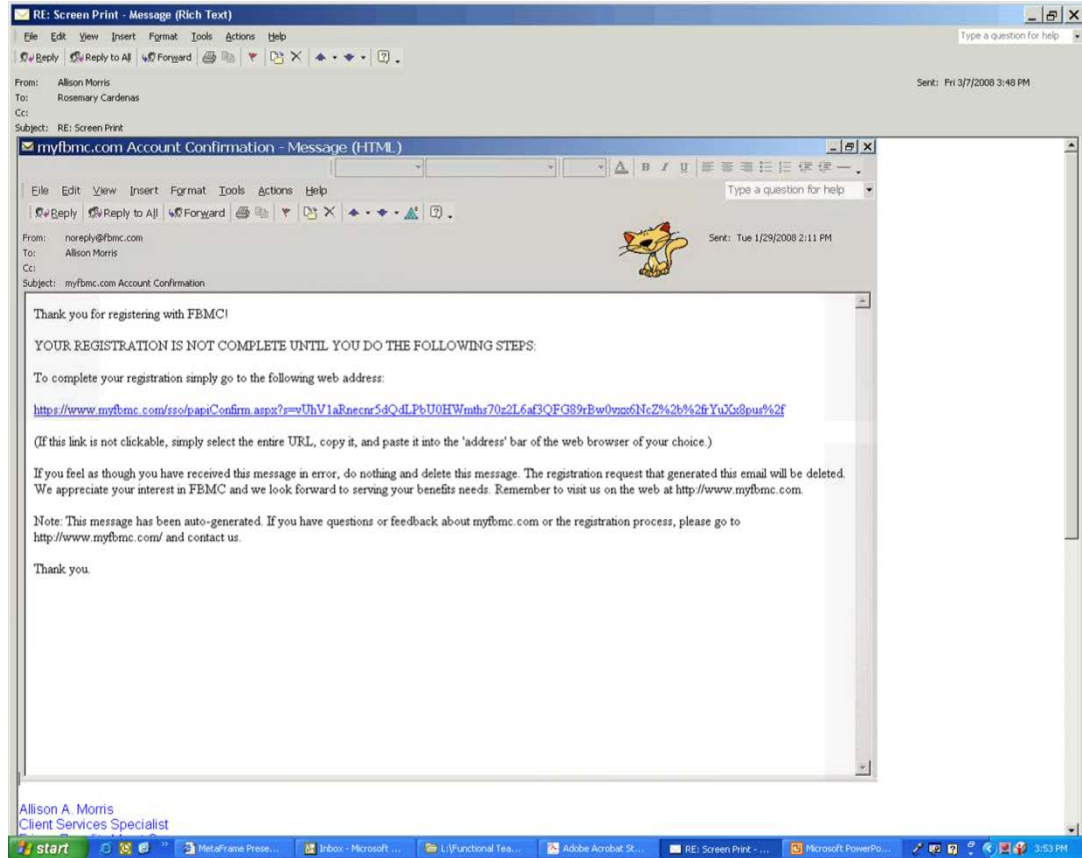 RE: Screen Print - Message (Rich Text)
File Edit View Insert Format Tools Actions Help
Type a question for help
Reply Reply to All Forward
From: Allison Morris
Sent: Fri 3/7/2008 3:48 PM
To: Rosemary Cardenas
Cc:
Subject: RE: Screen Print
myfbmc.com Account Confirmation - Message (HTML)
A B I U
File Edit View Insert Format Tools Actions Help
Type a question for help
Reply Reply to All Forward
From: noreply@fbmc.com
Sent: Tue 1/29/2008 2:11 PM
To: Allison Morris
Cc:
Subject: myfbmc.com Account Confirmation
Thank you for registering with FBMC!
YOUR REGISTRATION IS NOT COMPLETE UNTIL YOU DO THE FOLLOWING STEPS:
To complete your registration simply go to the following web address:
(If this link is not clickable, simply select the entire URL, copy it, and paste it into the 'address' bar of the web browser of your choice.)
If you feel as though you have received this message in error, do nothing and delete this message. The registration request that generated this email will be deleted.
We appreciate your interest in FBMC and we look forward to serving your benefits needs. Remember to visit us on the web at http://www.myfbmc.com.
Note: This message has been auto-generated. If you have questions or feedback about myfbmc.com or the registration process, please go to
http://www.myfbmc.com/ and contact us.
Thank you.
Allison A. Morris
Client Services Specialist
start
MetaFrame Prese... Inbox - Microsoft ... L:\Functional Tea... Adobe Acrobat St... RE: Screen Print - ... Microsoft PowerPo... 3:53 PM